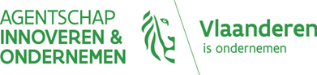 AGENTSCHAP
INNOVEREN &
ONDERNEMEN
Vlaanderen
is ondernemen